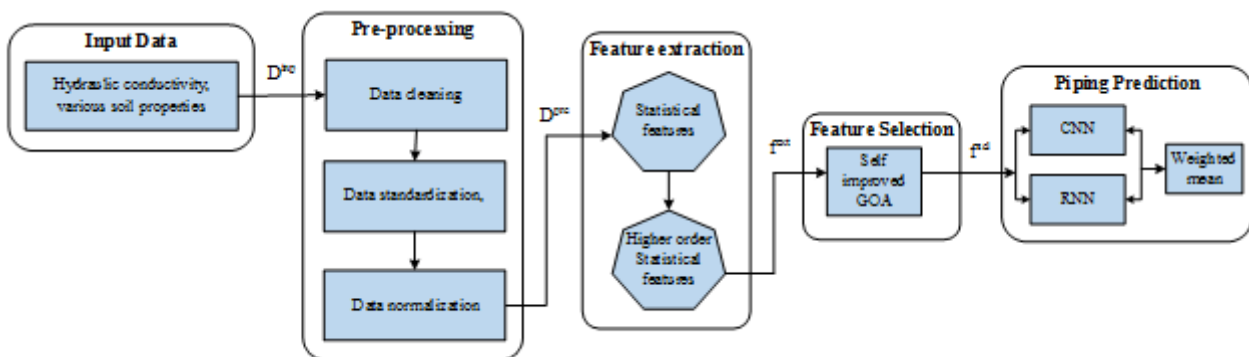 Input Data
Hydraulic conductivity,
various soil properties
D
Pre-processing
Data cleaning
Data standardization,
Data normalization
D
Feature extraction
Statistical
features
Higher order
Statistical
features
f
Feature Selection
Self
improved
GOA
f
Piping Prediction
CNN
RNN
Weighted
mean